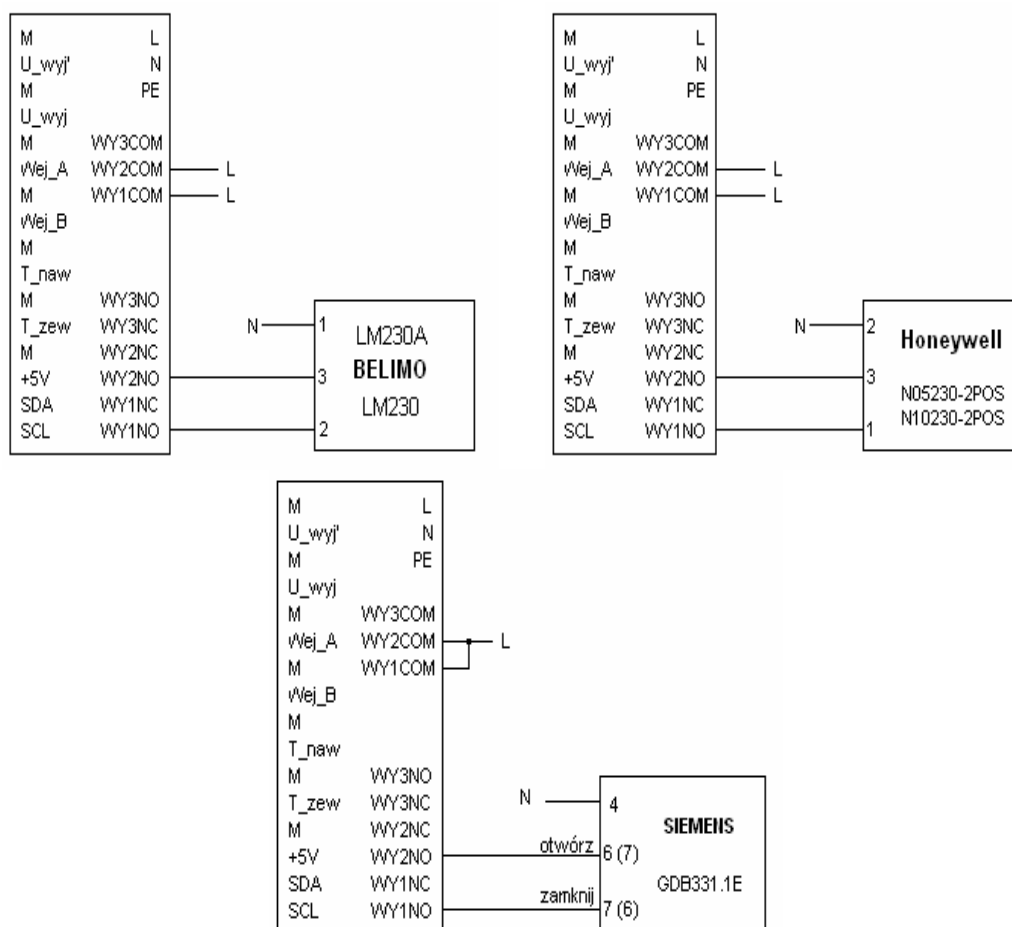 M L
U_wyj' N
M PE
U_wyj
M WY3COM
Wej_A WY2COM L
M WY1COM L
Wej_B
M
T_naw
M WY3NO
T_zew WY3NC N 1
M WY2NC
+5V WY2NO 3
SDA WY1NC
SCL WY1NO 2
LM230A
BELIMO
LM230
M L
U_wyj' N
M PE
U_wyj
M WY3COM
Wej_A WY2COM L
M WY1COM L
Wej_B
M
T_naw
M WY3NO
T_zew WY3NC N 2
M WY2NC
+5V WY2NO 3
SDA WY1NC
SCL WY1NO 1
Honeywell
N05230-2POS
N10230-2POS
M L
U_wyj' N
M PE
U_wyj
M WY3COM
Wej_A WY2COM L
M WY1COM
Wej_B
M
T_naw
M WY3NO
T_zew WY3NC N 4
M WY2NC
+5V WY2NO otwórz 6 (7)
SDA WY1NC
SCL WY1NO zamknij 7 (6)
SIEMENS
GDB331.1E